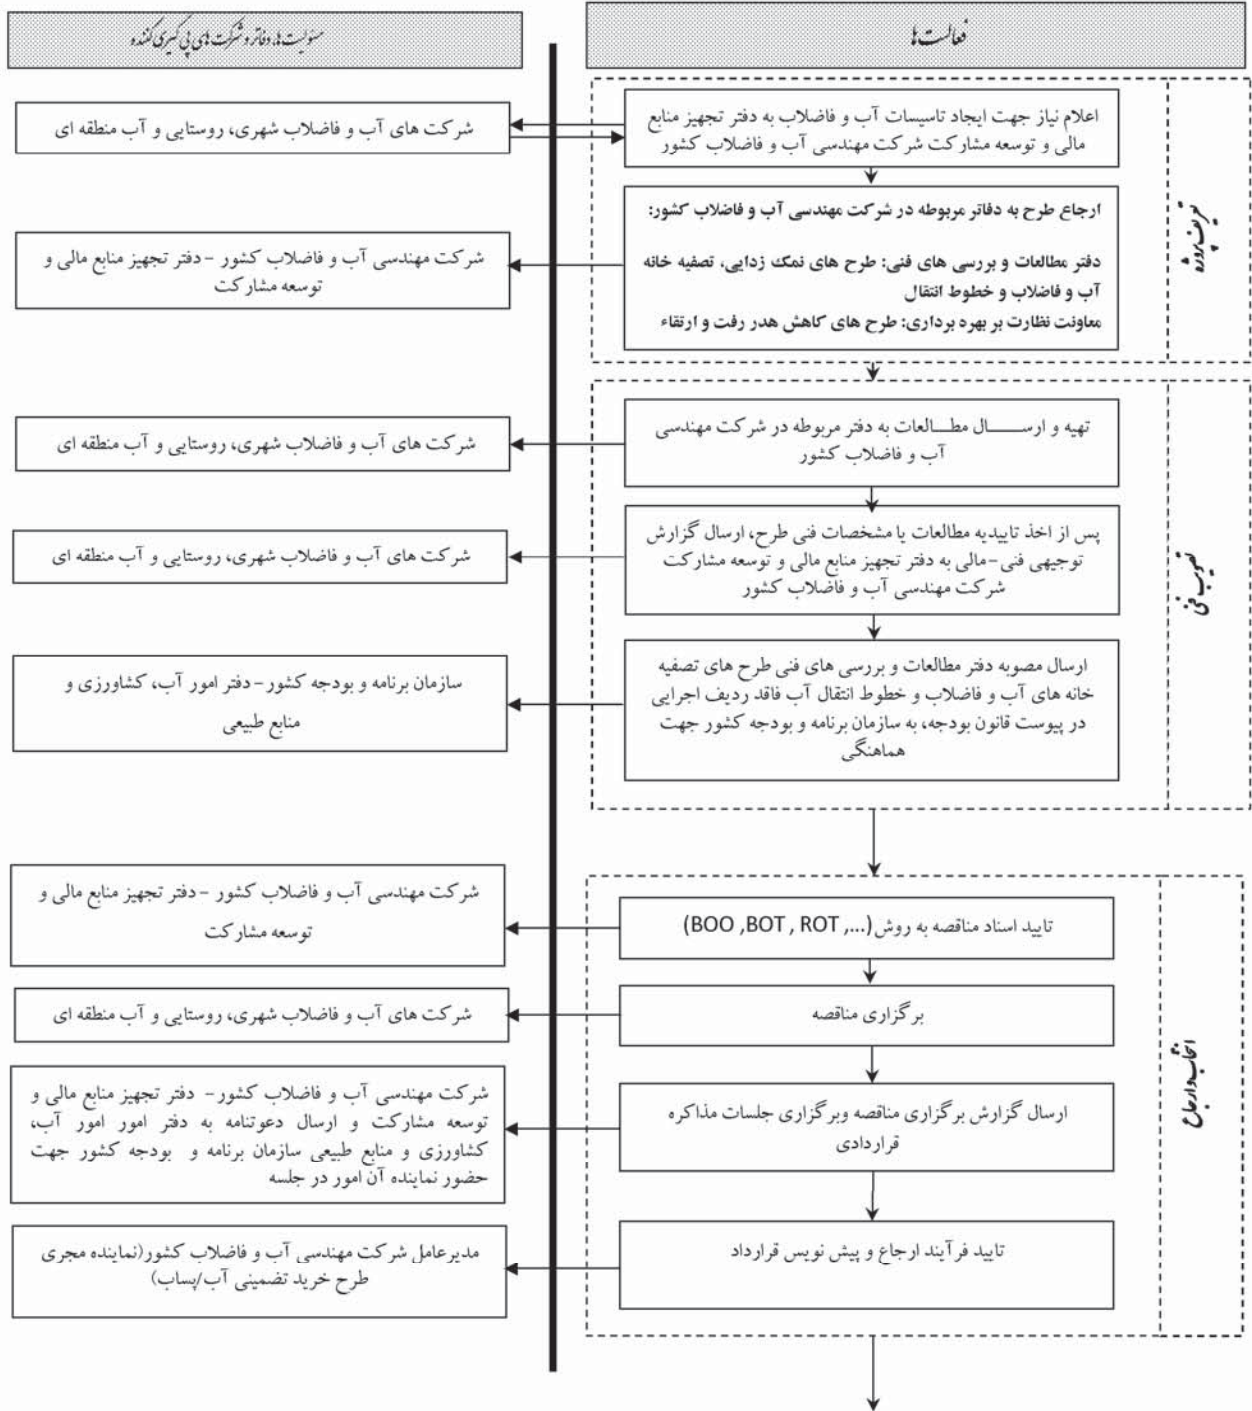 فعالیت‌ها
مسئولیت‌ها، دفاتر و شرکت‌های پی‌گیری‌کننده
تعریف پروژه
اعلام نیاز جهت ایجاد تاسیسات آب و فاضلاب به دفتر تجهیز منابع
مالی و توسعه مشارکت شرکت مهندسی آب و فاضلاب کشور
شرکت های آب و فاضلاب شهری، روستایی و آب منطقه ای
ارجاع طرح به دفاتر مربوطه در شرکت مهندسی آب و فاضلاب کشور:
دفتر مطالعات و بررسی های فنی: طرح های نمک زدایی، تصفیه خانه
آب و فاضلاب و خطوط انتقال
معاونت نظارت بر بهره برداری: طرح های کاهش هدر رفت و ارتقاء
شرکت مهندسی آب و فاضلاب کشور -دفتر تجهیز منابع مالی و
توسعه مشارکت
تصویب فنی
تهیه و ارســـــال مطـــالعات به دفتر مربوطه در شرکت مهندسی
آب و فاضلاب کشور
شرکت های آب و فاضلاب شهری، روستایی و آب منطقه ای
پس از اخذ تاییدیه مطالعات یا مشخصات فنی طرح، ارسال گزارش
توجیهی فنی-مالی به دفتر تجهیز منابع مالی و توسعه مشارکت
شرکت مهندسی آب و فاضلاب کشور
شرکت های آب و فاضلاب شهری، روستایی و آب منطقه ای
ارسال مصوبه دفتر مطالعات و بررسی های فنی طرح های تصفیه
خانه های آب و فاضلاب و خطوط انتقال آب فاقد ردیف اجرایی
در پیوست قانون بودجه، به سازمان برنامه و بودجه کشور جهت
هماهنگی
سازمان برنامه و بودجه کشور-دفتر امور آب، کشاورزی و
منابع طبیعی
انتخاب و ارجاع
تایید اسناد مناقصه به روش(BOO ,BOT , ROT ,...)
شرکت مهندسی آب و فاضلاب کشور -دفتر تجهیز منابع مالی و
توسعه مشارکت
برگزاری مناقصه
شرکت های آب و فاضلاب شهری، روستایی و آب منطقه ای
ارسال گزارش برگزاری مناقصه وبرگزاری جلسات مذاکره
قراردادی
شرکت مهندسی آب و فاضلاب کشور- دفتر تجهیز منابع مالی و
توسعه مشارکت و ارسال دعوتنامه به دفتر امور امور آب،
کشاورزی و منابع طبیعی سازمان برنامه و بودجه کشور جهت
حضور نماینده آن امور در جلسه
تایید فرآیند ارجاع و پیش نویس قرارداد
مدیرعامل شرکت مهندسی آب و فاضلاب کشور(نماینده مجری
طرح خرید تضمینی آب/پساب)